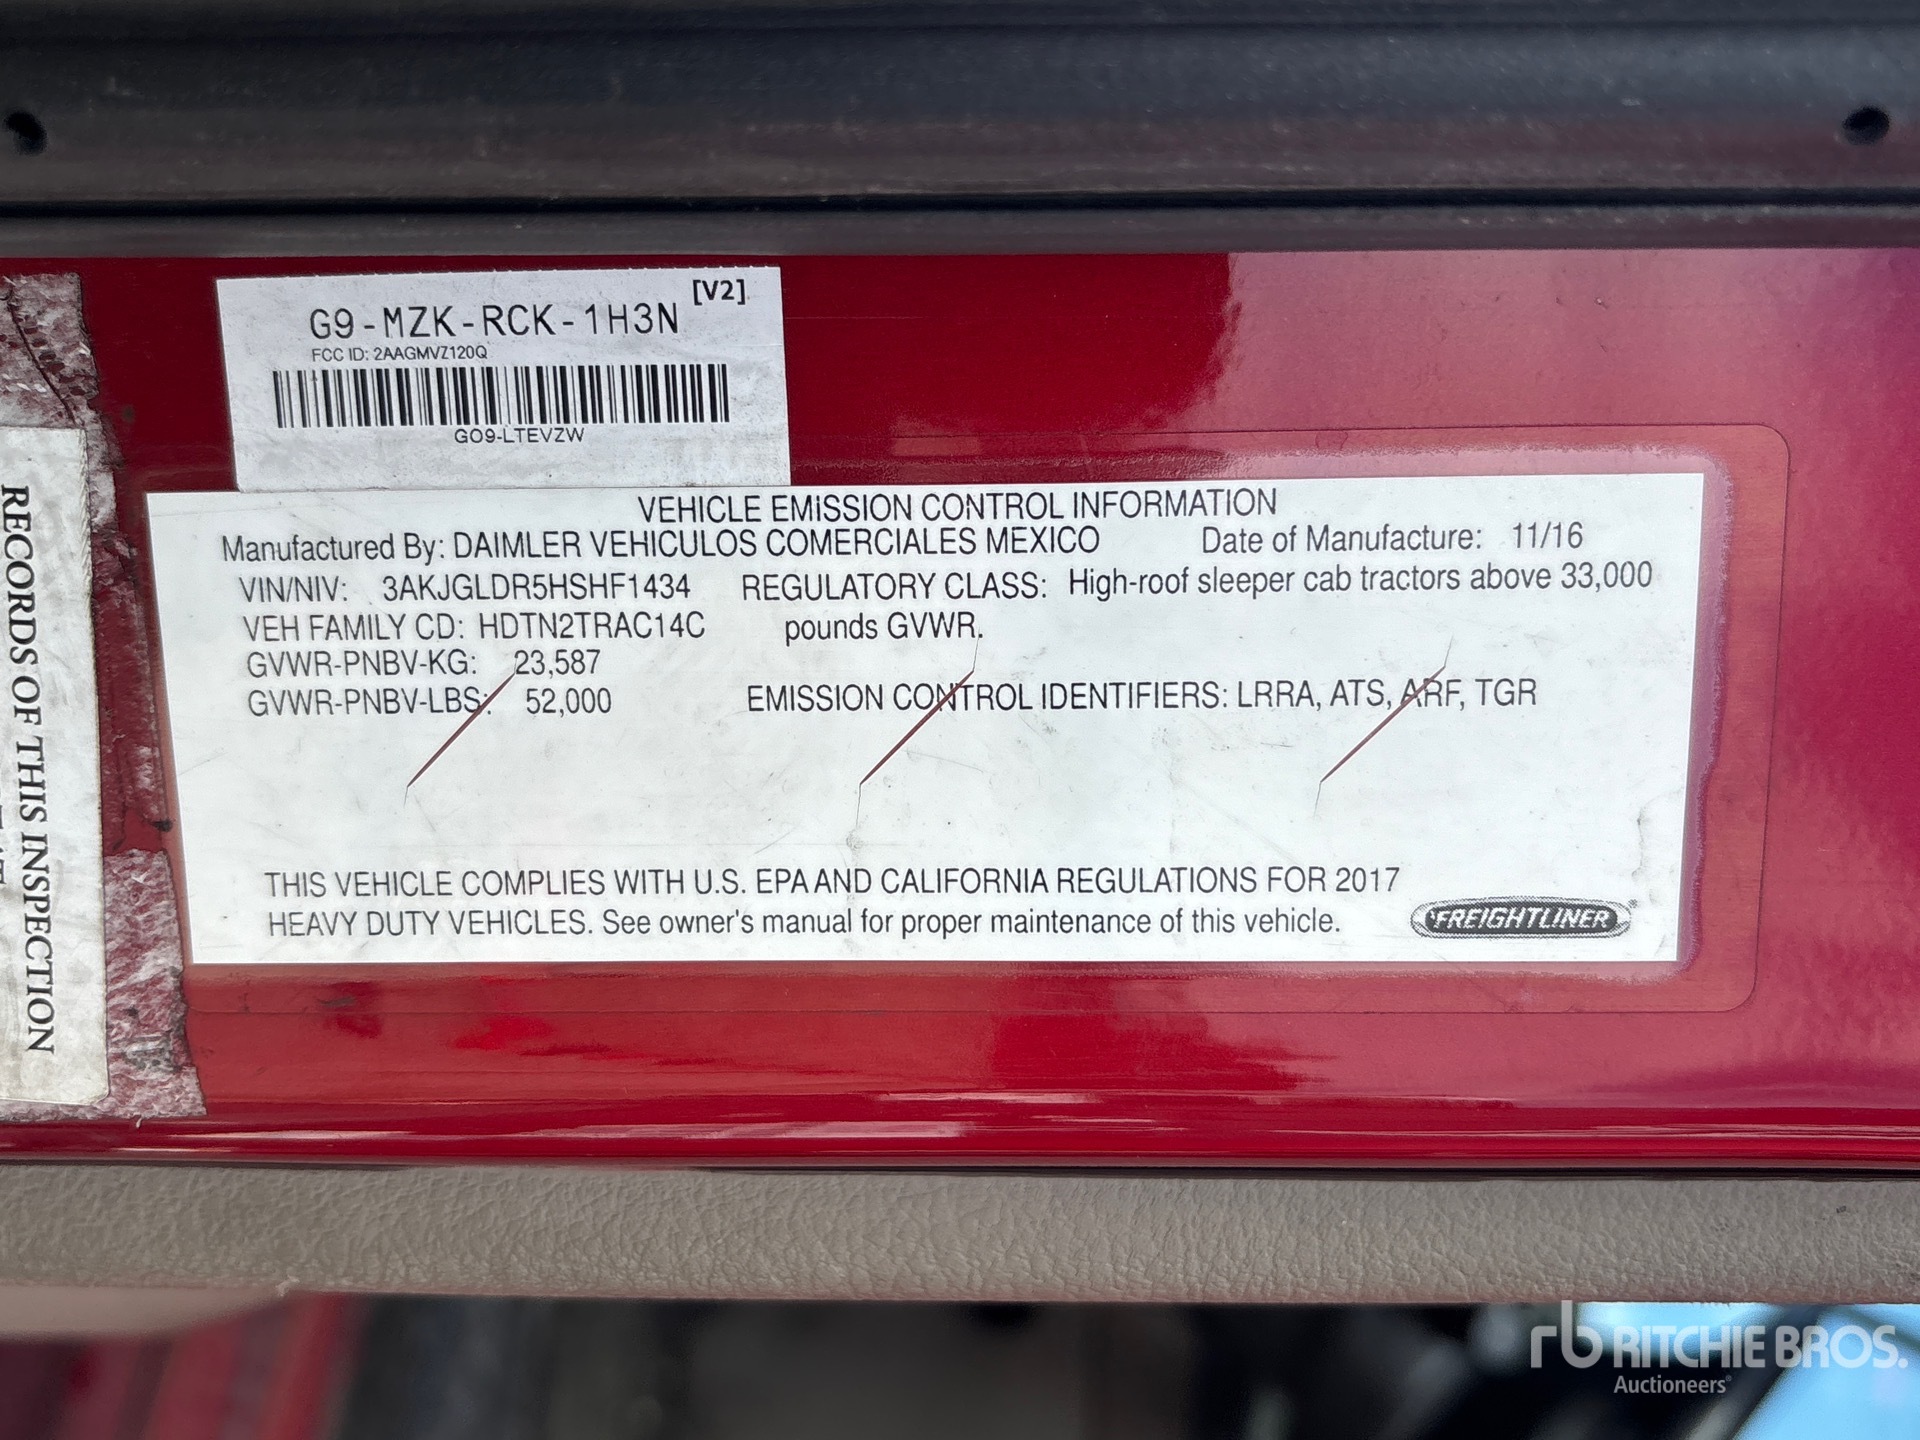 [V2]
G9-MZK-RCK-1H3N
FCC ID: 2AAGMVZ120Q
GO9-LTEVZW
RECORDS OF THIS INSPECTION
VEHICLE EMISSION CONTROL INFORMATION
Manufactured By: DAIMLER VEHICULOS COMERCIALES MEXICO Date of Manufacture: 11/16
VIN/NIV: 3AKJGLDR5HSHF1434 REGULATORY CLASS: High-roof sleeper cab tractors above 33,000
VEH FAMILY CD: HDTN2TRAC14C pounds GVWR.
GVWR-PNBV-KG: 23,587
GVWR-PNBV-LBS: 52,000 EMISSION CONTROL IDENTIFIERS: LRRA, ATS, ARF, TGR
THIS VEHICLE COMPLIES WITH U.S. EPA AND CALIFORNIA REGULATIONS FOR 2017
HEAVY DUTY VEHICLES. See owner's manual for proper maintenance of this vehicle.
FREIGHTLINER®
rb RITCHIE BROS.
Auctioneers®